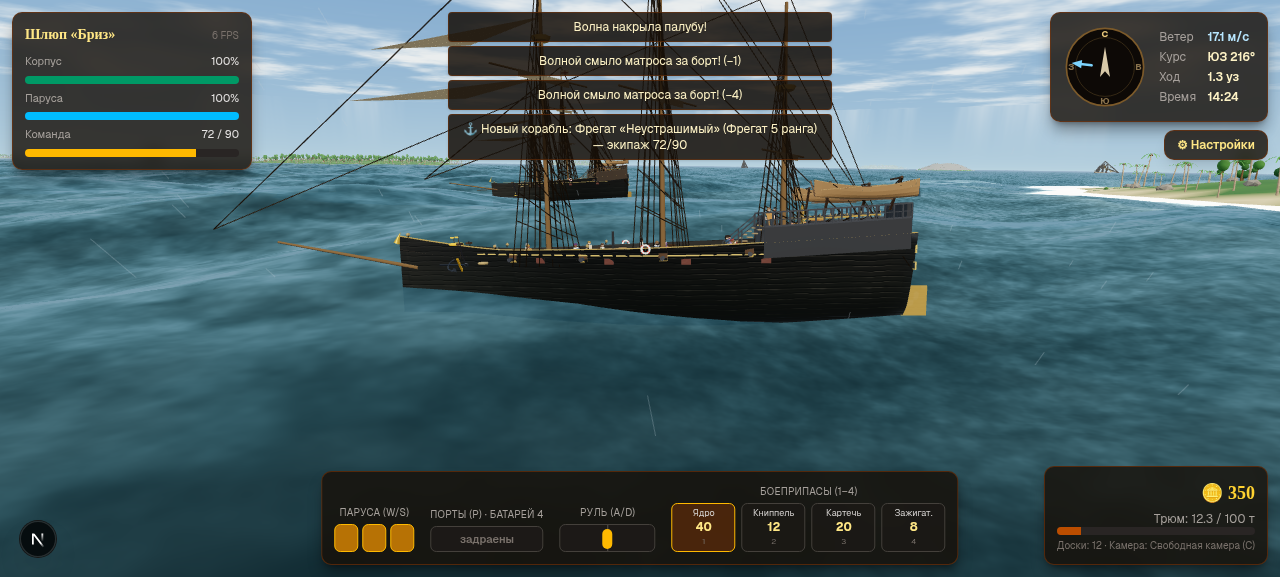 Шлюп «Бриз» 6 FPS
Корпус 100%
Паруса 100%
Команда 72 / 90
Волна накрыла палубу!
Волной смыло матроса за борт! (−1)
Волной смыло матроса за борт! (−4)
⚓ Новый корабль: Фрегат «Неустрашимый» (Фрегат 5 ранга)
— экипаж 72/90
С
З
В
Ю
Ветер 17.1 м/с
Курс ЮЗ 216°
Ход 1.3 уз
Время 14:24
⚙ Настройки
ПАРУСА (W/S)
ПОРТЫ (P) · БАТАРЕЙ 4
задраены
РУЛЬ (A/D)
БОЕПРИПАСЫ (1–4)
Ядро
40
1
Книппель
12
2
Картечь
20
3
Зажигат.
8
4
350
Трюм: 12.3 / 100 т
Доски: 12 · Камера: Свободная камера (C)
N